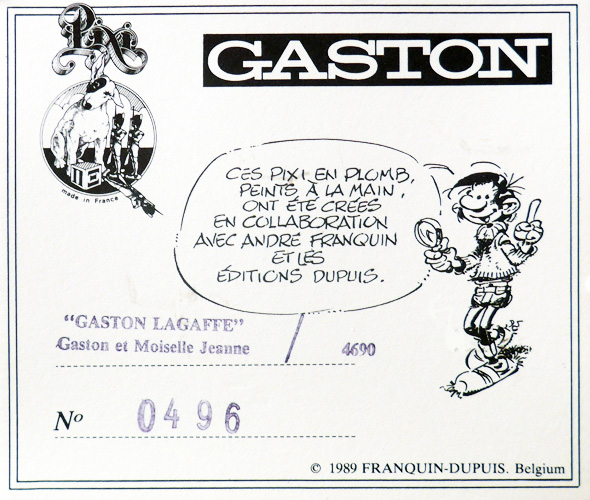 Pixi
made in France
GASTON
CES PIXI EN PLOMB,
PEINTS À LA MAIN,
ONT ÉTÉ CRÉÉS
EN COLLABORATION
AVEC ANDRÉ FRANQUIN
ET LES
ÉDITIONS DUPUIS.
"GASTON LAGAFFE"
Gaston et Moiselle Jeanne / 4690
Nº 0496
© 1989 FRANQUIN-DUPUIS. Belgium